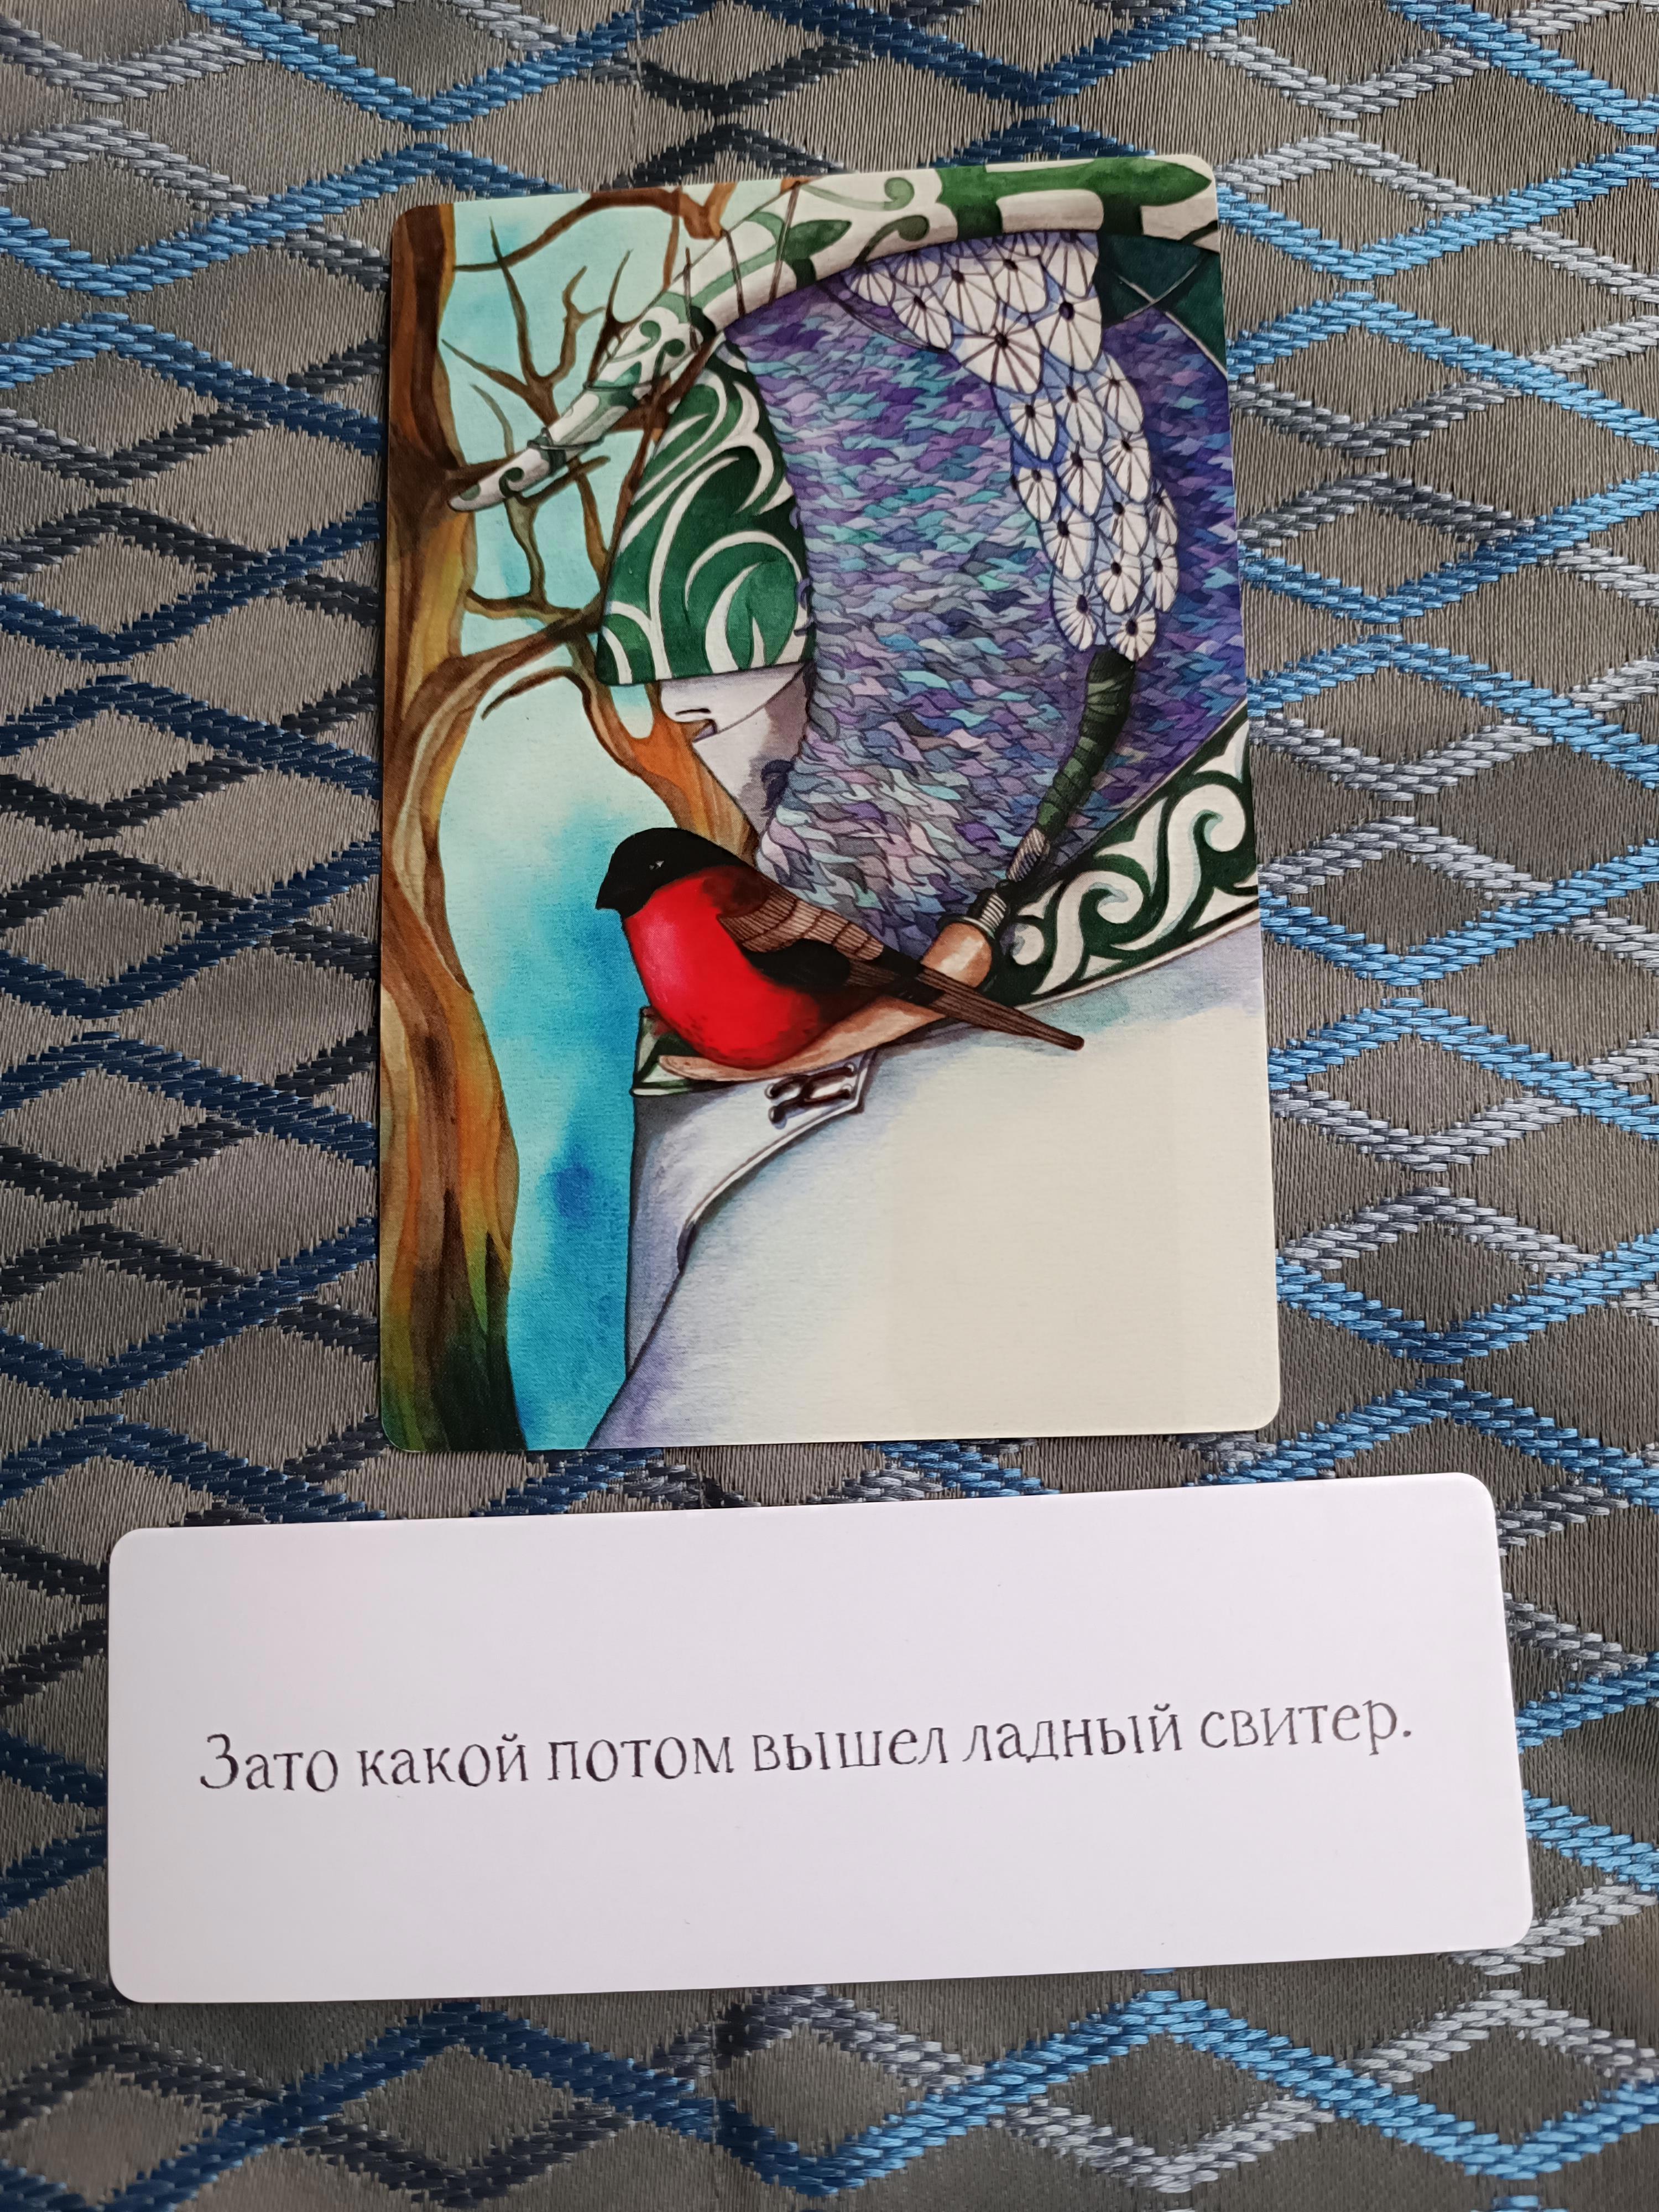 Зато какой потом вышел ладный свитер.